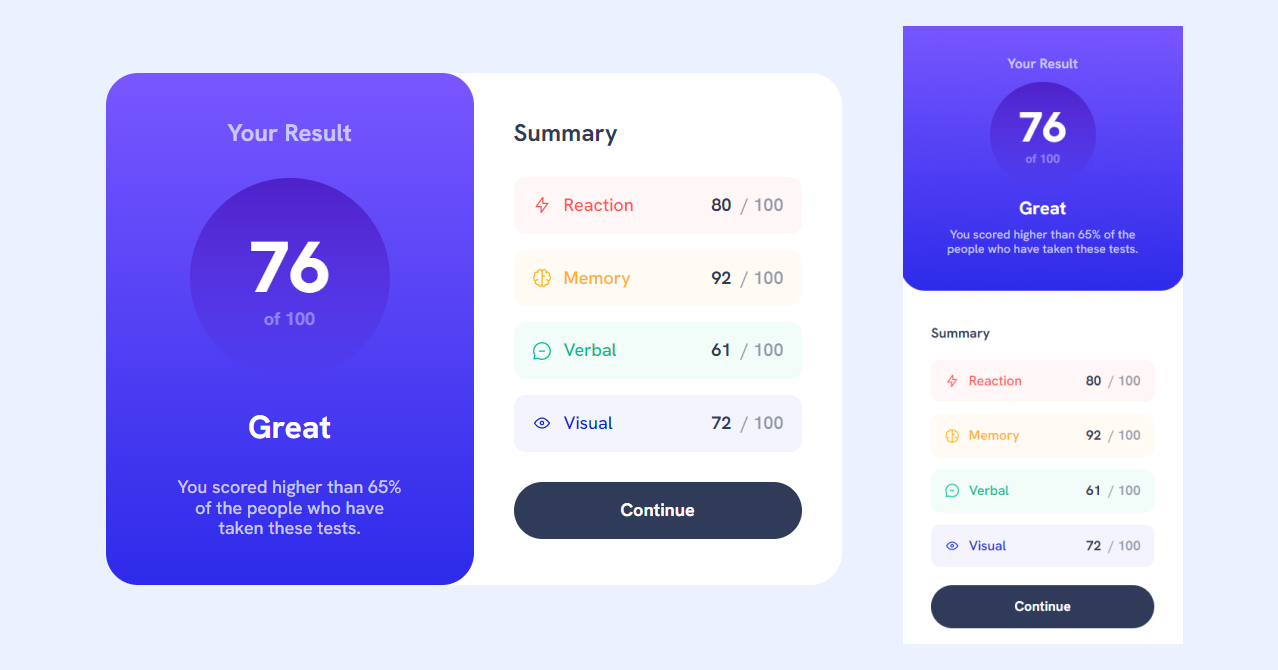 Your Result
76
of 100
Great
You scored higher than 65%
of the people who have
taken these tests.
Summary
Reaction 80 / 100
Memory 92 / 100
Verbal 61 / 100
Visual 72 / 100
Continue
Your Result
76
of 100
Great
You scored higher than 65% of the
people who have taken these tests.
Summary
Reaction 80 / 100
Memory 92 / 100
Verbal 61 / 100
Visual 72 / 100
Continue